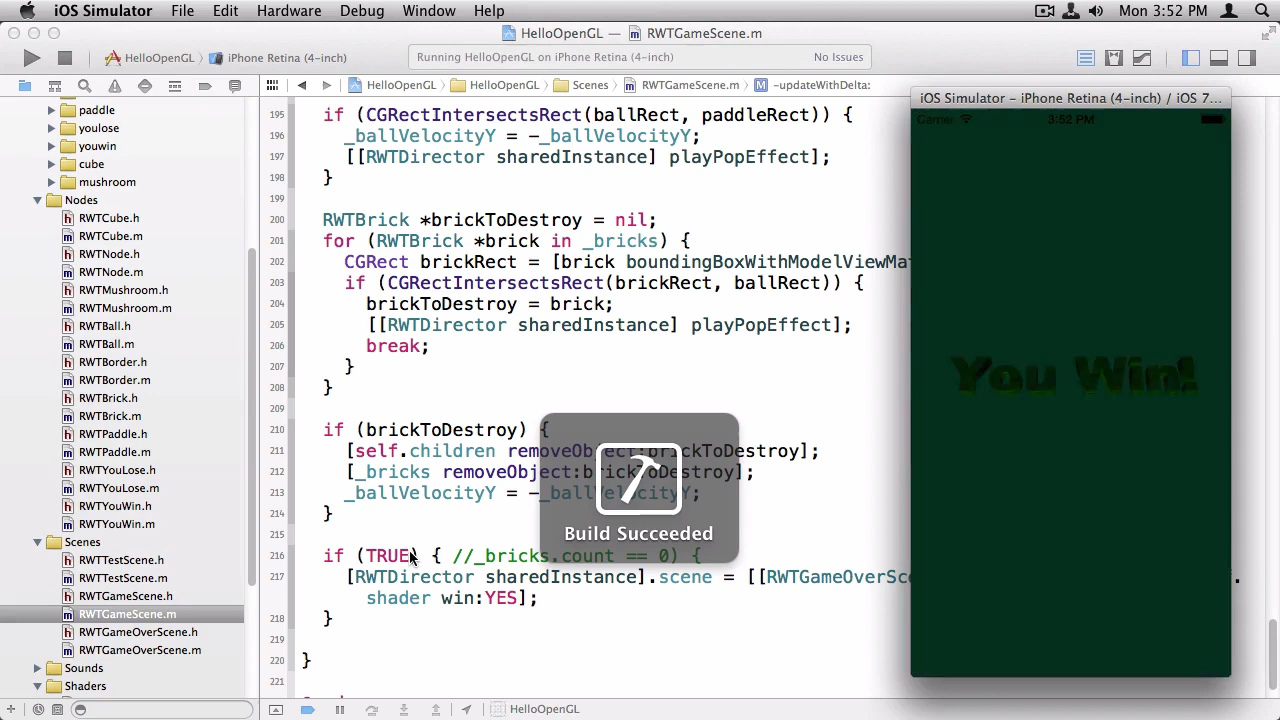 iOS Simulator File Edit Hardware Debug Window Help Mon 3:52 PM
HelloOpenGL — RWTGameScene.m
HelloOpenGL iPhone Retina (4-inch) Running HelloOpenGL on iPhone Retina (4-inch) No Issues
HelloOpenGL HelloOpenGL Scenes RWTGameScene.m M -updateWithDelta:
paddle
youlose
youwin
cube
mushroom
Nodes
h RWTCube.h
m RWTCube.m
h RWTNode.h
m RWTNode.m
h RWTMushroom.h
m RWTMushroom.m
h RWTBall.h
m RWTBall.m
h RWTBorder.h
m RWTBorder.m
h RWTBrick.h
m RWTBrick.m
h RWTPaddle.h
m RWTPaddle.m
h RWTYouLose.h
m RWTYouLose.m
h RWTYouWin.h
m RWTYouWin.m
Scenes
h RWTTestScene.h
m RWTTestScene.m
h RWTGameScene.h
m RWTGameScene.m
h RWTGameOverScene.h
m RWTGameOverScene.m
Sounds
Shaders
195 if (CGRectIntersectsRect(ballRect, paddleRect)) {
196 _ballVelocityY = -_ballVelocityY;
197 [[RWTDirector sharedInstance] playPopEffect];
198 }
199
200 RWTBrick *brickToDestroy = nil;
201 for (RWTBrick *brick in _bricks) {
202 CGRect brickRect = [brick boundingBoxWithModelViewMat
203 if (CGRectIntersectsRect(brickRect, ballRect)) {
204 brickToDestroy = brick;
205 [[RWTDirector sharedInstance] playPopEffect];
206 break;
207 }
208 }
209
210 if (brickToDestroy) {
211 [self.children removeObject:brickToDestroy];
212 [_bricks removeObject:brickToDestroy];
213 _ballVelocityY = -_ballVelocityY;
214 }
215
216 if (TRUE) { //_bricks.count == 0) {
217 [RWTDirector sharedInstance].scene = [[RWTGameOverSce
shader win:YES];
218 }
219
220 }
221
Build Succeeded
iOS Simulator – iPhone Retina (4-inch) / iOS 7...
Carrier 3:52 PM
You Win!
HelloOpenGL